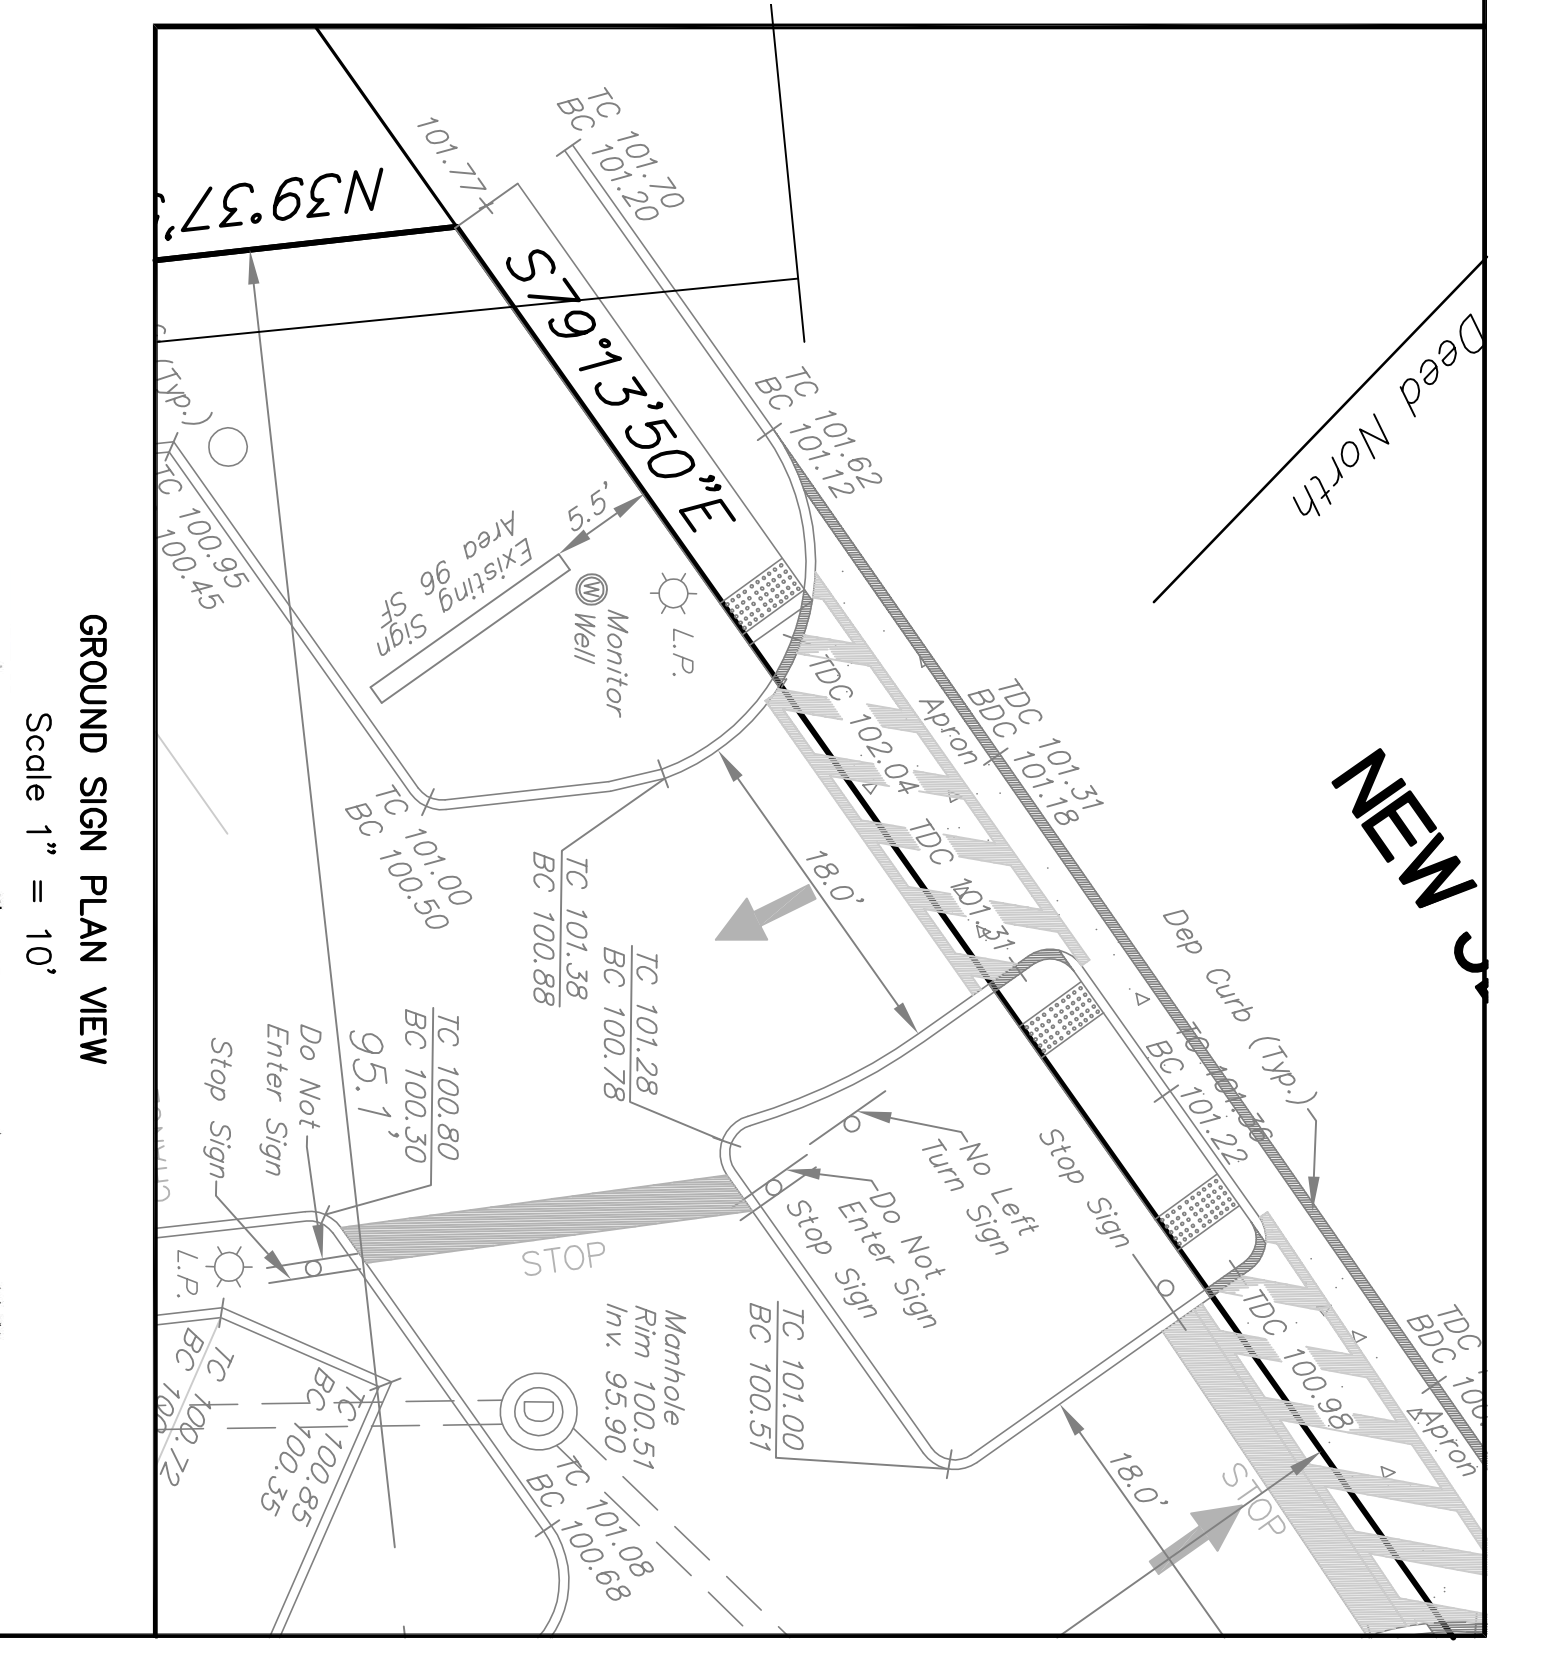 GROUND SIGN PLAN VIEW
Scale 1" = 10'
N39°37'
101.77
TC 101.70
BC 101.20
S79°13'50"E
Deed North
NEW
(Typ.)
TC 100.95
100.45
5.5'
Existing
Sign
Area 96 SF
Monitor
Well
W
L.P.
TC 101.62
BC 101.12
TDC 102.04
Apron
TDC 101.31
BDC 101.18
TDC 101.31
18.0'
TC 101.00
BC 100.50
TC 101.38
BC 100.88
TC 101.28
BC 100.78
TC 100.80
BC 100.30
95.1'
Do Not
Enter Sign
Stop Sign
Dep Curb (Typ.)
BC 101.22
No Left
Turn Sign
Stop Sign
Do Not
Enter Sign
Stop Sign
STOP
L.P.
Manhole
Rim 100.51
Inv. 95.90
TC 101.00
BC 100.51
TDC 100.98
TDC
BDC
Apron
TC 100.72
BC
TC 100.85
BC 100.35
D
TC 101.08
BC 100.68
18.0'
STOP